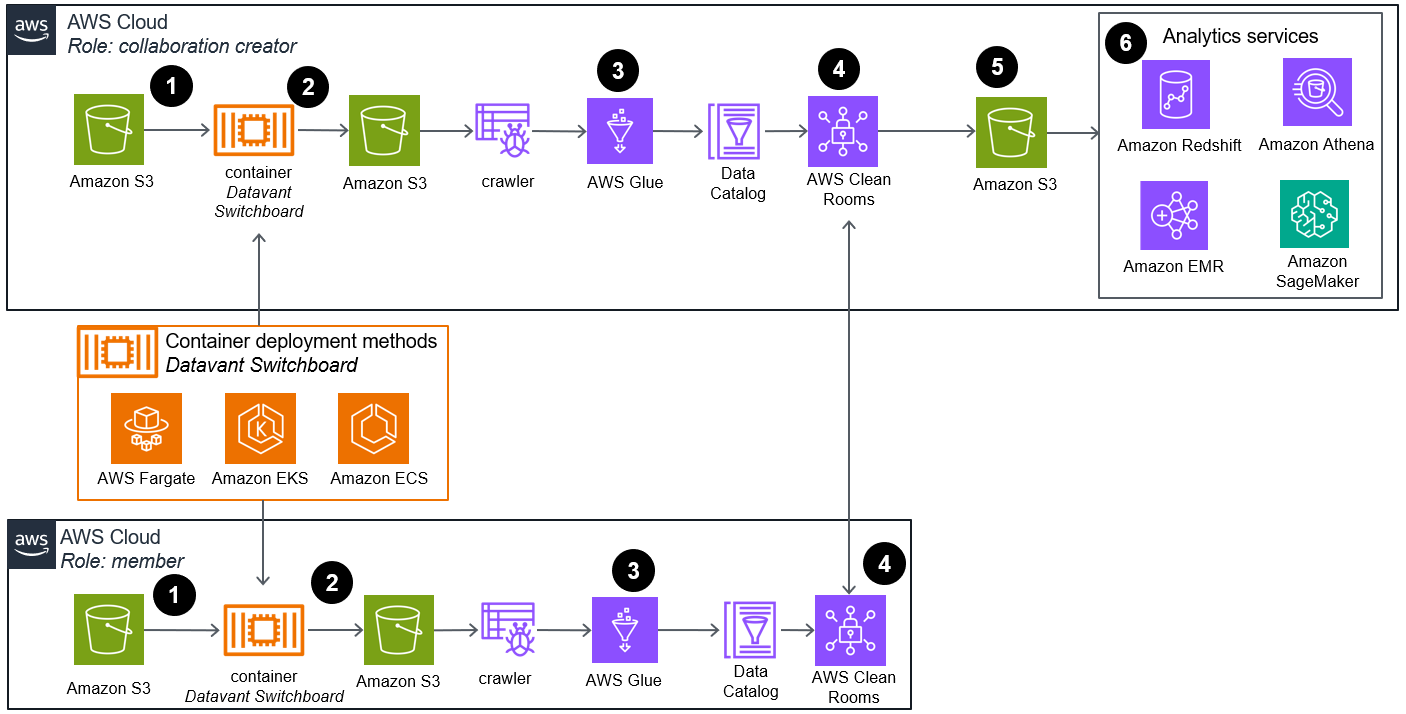 aws
AWS Cloud
Role: collaboration creator
1
2
3
4
5
6
Analytics services
Amazon S3
container
Datavant
Switchboard
Amazon S3
crawler
AWS Glue
Data
Catalog
AWS Clean
Rooms
Amazon S3
Amazon Redshift
Amazon Athena
Amazon EMR
Amazon
SageMaker
Container deployment methods
Datavant Switchboard
AWS Fargate
K
Amazon EKS
Amazon ECS
aws
AWS Cloud
Role: member
1
2
3
4
Amazon S3
container
Datavant Switchboard
Amazon S3
crawler
AWS Glue
Data
Catalog
AWS Clean
Rooms